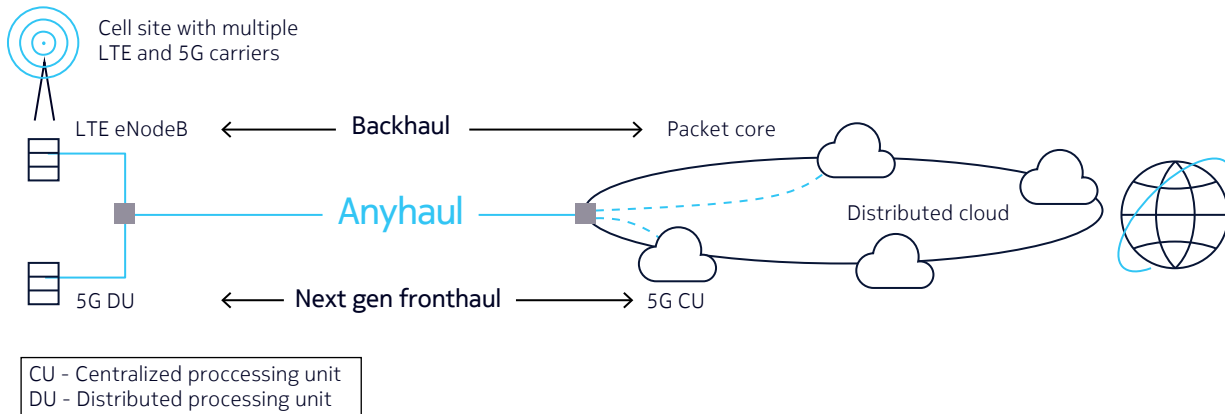 Cell site with multiple
LTE and 5G carriers
LTE eNodeB
Backhaul
Packet core
Anyhaul
Distributed cloud
5G DU
Next gen fronthaul
5G CU
CU - Centralized proccessing unit
DU - Distributed processing unit